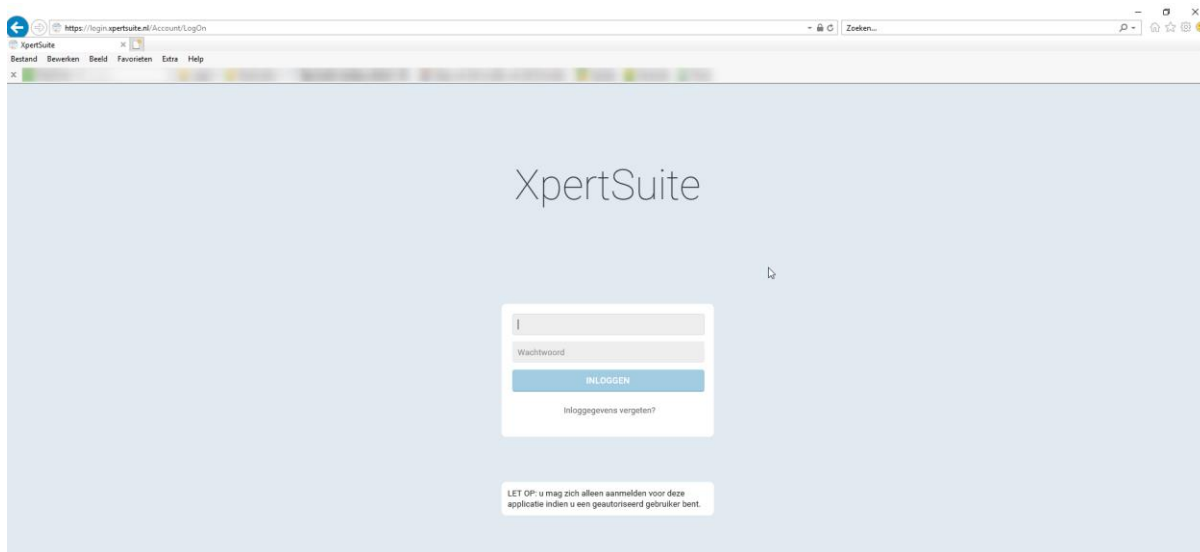 https://login.xpertsuite.nl/Account/LogOn
Zoeken...
XpertSuite
Bestand Bewerken Beeld Favorieten Extra Help
XpertSuite
Wachtwoord
INLOGGEN
Inloggegevens vergeten?
LET OP: u mag zich alleen aanmelden voor deze
applicatie indien u een geautoriseerd gebruiker bent.